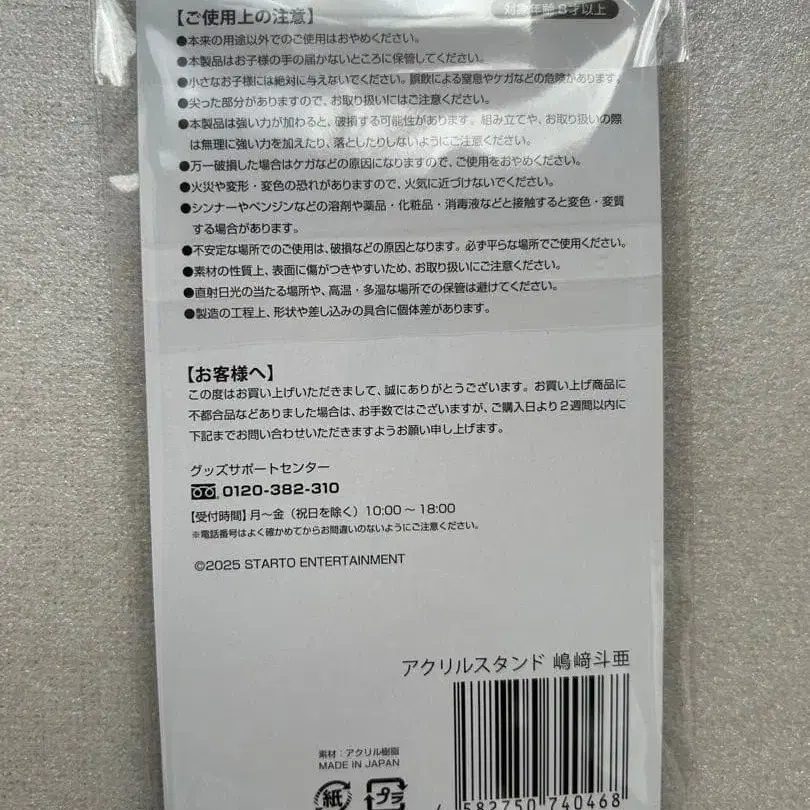 【ご使用上の注意】
対象年齢8才以上
●本来の用途以外でのご使用はおやめください。
●本製品はお子様の手の届かないところに保管してください。
●小さなお子様には絶対に与えないでください。誤飲による窒息やケガなどの危険があります。
●尖った部分がありますので、お取り扱いにはご注意ください。
●本製品は強い力が加わると、破損する可能性があります。組み立てや、お取り扱いの際
は無理に強い力を加えたり、落としたりしないようにご注意ください。
●万一破損した場合はケガなどの原因になりますので、ご使用をおやめください。
●火災や変形・変色の恐れがありますので、火気に近づけないでください。
●シンナーやベンジンなどの溶剤や薬品・化粧品・消毒液などと接触すると変色・変質
する場合があります。
●不安定な場所でのご使用は、破損などの原因となります。必ず平らな場所でご使用ください。
●素材の性質上、表面に傷がつきやすいため、お取り扱いにご注意ください。
●直射日光の当たる場所や、高温・多湿な場所での保管は避けてください。
●製造の工程上、形状や差し込みの具合に個体差があります。
【お客様へ】
この度はお買い上げいただきまして、誠にありがとうございます。お買い上げ商品に
不都合品などありました場合は、お手数ではございますが、ご購入日より2週間以内に
下記までお問い合わせいただきますようお願い申し上げます。
グッズサポートセンター
0120-382-310
【受付時間】月〜金（祝日を除く）10:00〜18:00
※電話番号はよく確かめてからお間違いのないようにご注意ください。
©2025 STARTO ENTERTAINMENT
アクリルスタンド 嶋﨑斗亜
素材：アクリル樹脂
MADE IN JAPAN
紙
プラ
4 582750 740468